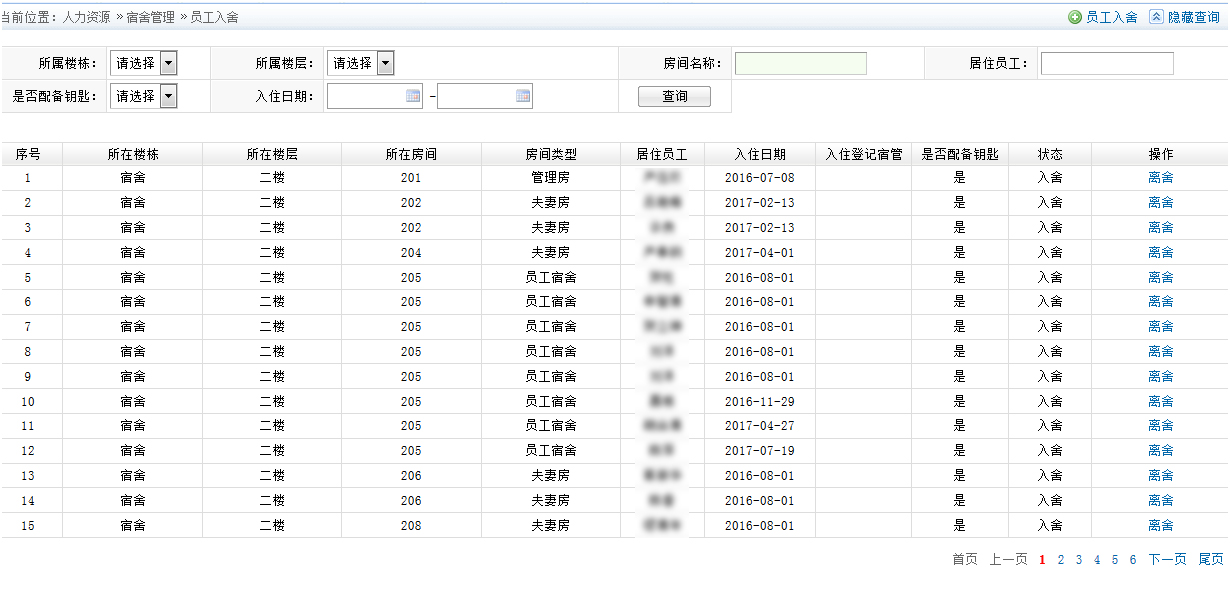 当前位置：人力资源 » 宿舍管理 » 员工入舍 员工入舍 隐藏查询
所属楼栋： 请选择 所属楼层： 请选择 房间名称： 居住员工：
是否配备钥匙： 请选择 入住日期： - 查询
序号 所在楼栋 所在楼层 所在房间 房间类型 居住员工 入住日期 入住登记宿管 是否配备钥匙 状态 操作
1 宿舍 二楼 201 管理房 2016-07-08 是 入舍 离舍
2 宿舍 二楼 202 夫妻房 2017-02-13 是 入舍 离舍
3 宿舍 二楼 202 夫妻房 2017-02-13 是 入舍 离舍
4 宿舍 二楼 204 夫妻房 2017-04-01 是 入舍 离舍
5 宿舍 二楼 205 员工宿舍 2016-08-01 是 入舍 离舍
6 宿舍 二楼 205 员工宿舍 2016-08-01 是 入舍 离舍
7 宿舍 二楼 205 员工宿舍 2016-08-01 是 入舍 离舍
8 宿舍 二楼 205 员工宿舍 2016-08-01 是 入舍 离舍
9 宿舍 二楼 205 员工宿舍 2016-08-01 是 入舍 离舍
10 宿舍 二楼 205 员工宿舍 2016-11-29 是 入舍 离舍
11 宿舍 二楼 205 员工宿舍 2017-04-27 是 入舍 离舍
12 宿舍 二楼 205 员工宿舍 2017-07-19 是 入舍 离舍
13 宿舍 二楼 206 夫妻房 2016-08-01 是 入舍 离舍
14 宿舍 二楼 206 夫妻房 2016-08-01 是 入舍 离舍
15 宿舍 二楼 208 夫妻房 2016-08-01 是 入舍 离舍
首页 上一页 1 2 3 4 5 6 下一页 尾页